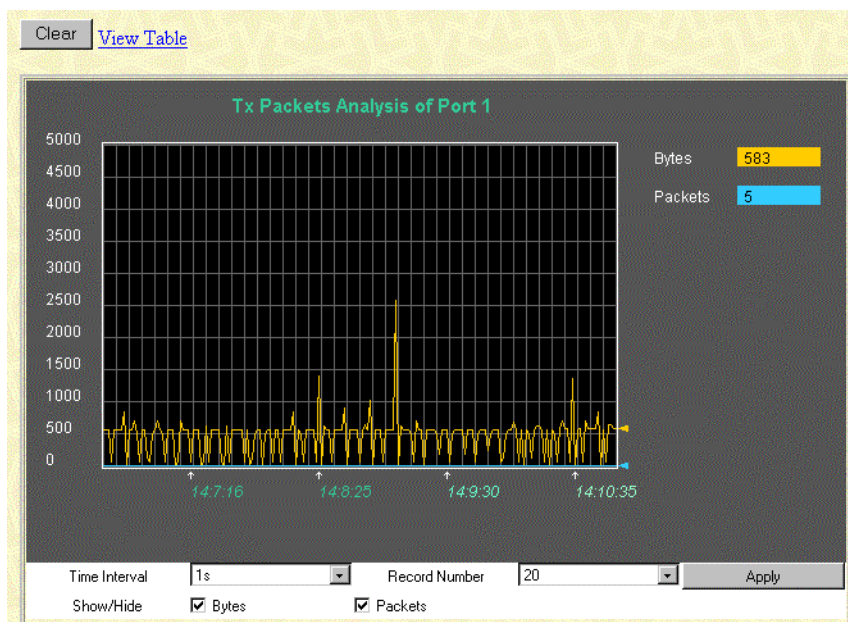 Clear View Table
Tx Packets Analysis of Port 1
5000
4500
4000
3500
3000
2500
2000
1500
1000
500
0
Bytes 583
Packets 5
14:7:16 14:8:25 14:9:30 14:10:35
Time Interval 1s Record Number 20 Apply
Show/Hide Bytes Packets